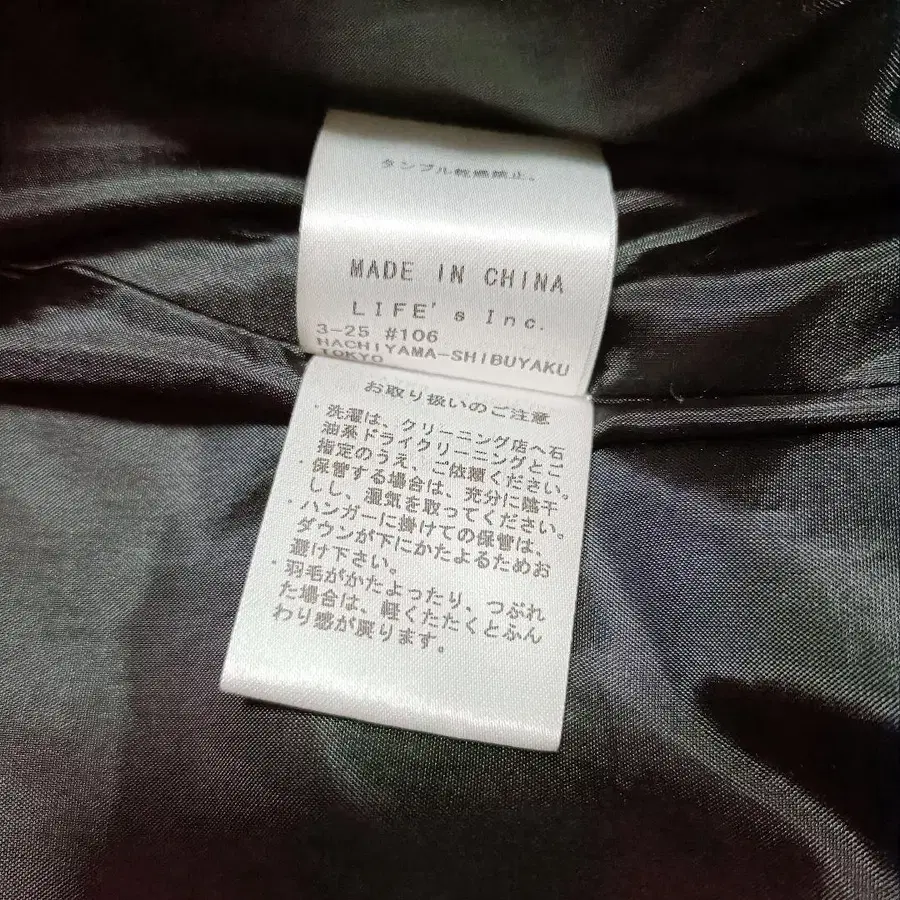 タンブル乾燥禁止。
MADE IN CHINA
LIFE's Inc.
3-25 #106
HACHIYAMA-SHIBUYAKU
TOKYO
お取り扱いのご注意
・洗濯は、クリーニング店へ石
油系ドライクリーニングとご
指定のうえ、ご依頼ください。
・保管する場合は、充分に陰干
しし、湿気を取ってください。
・ハンガーに掛けての保管は、
ダウンが下にかたよるためお
避け下さい。
・羽毛がかたよったり、つぶれ
た場合は、軽くたたくとふん
わり感が戻ります。